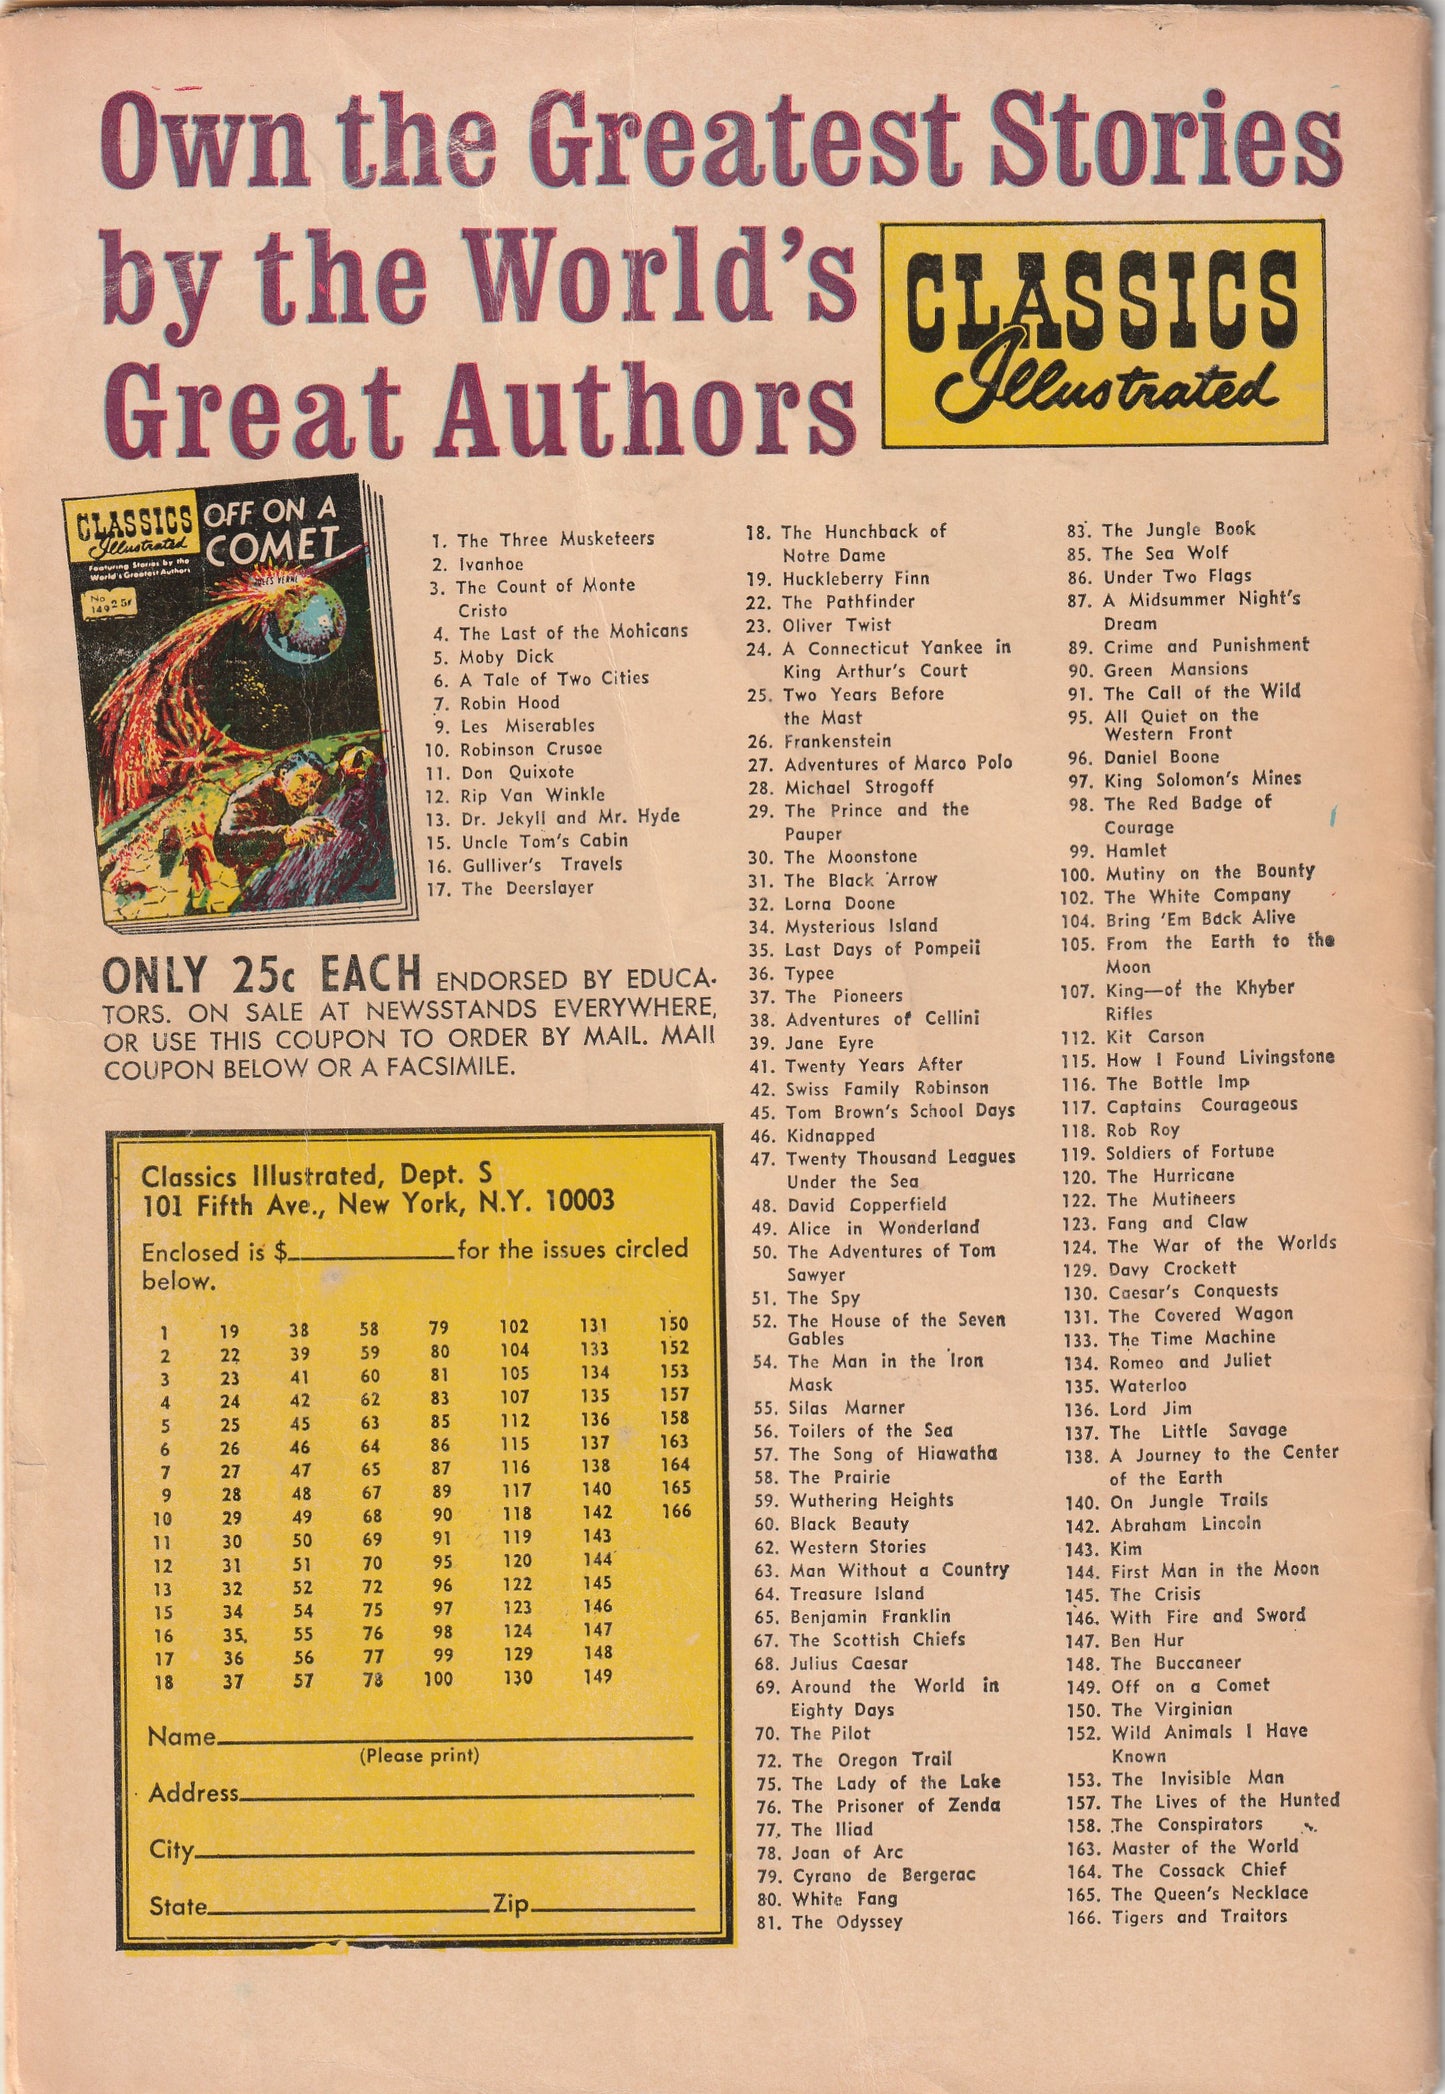 Own the Greatest Stories
by the World's
Great Authors
CLASSICS
Illustrated
CLASSICS
Illustrated
Featuring Stories by the
World's Greatest Authors
No
149
25¢
OFF ON A
COMET
JULES VERNE
1. The Three Musketeers
2. Ivanhoe
3. The Count of Monte
Cristo
4. The Last of the Mohicans
5. Moby Dick
6. A Tale of Two Cities
7. Robin Hood
9. Les Miserables
10. Robinson Crusoe
11. Don Quixote
12. Rip Van Winkle
13. Dr. Jekyll and Mr. Hyde
15. Uncle Tom's Cabin
16. Gulliver's Travels
17. The Deerslayer
ONLY 25c EACH ENDORSED BY EDUCA-
TORS. ON SALE AT NEWSSTANDS EVERYWHERE,
OR USE THIS COUPON TO ORDER BY MAIL. MAIL
COUPON BELOW OR A FACSIMILE.
Classics Illustrated, Dept. S
101 Fifth Ave., New York, N.Y. 10003
Enclosed is $____________for the issues circled
below.
1 19 38 58 79 102 131 150
2 22 39 59 80 104 133 152
3 23 41 60 81 105 134 153
4 24 42 62 83 107 135 157
5 25 45 63 85 112 136 158
6 26 46 64 86 115 137 163
7 27 47 65 87 116 138 164
9 28 48 67 89 117 140 165
10 29 49 68 90 118 142 166
11 30 50 69 91 119 143
12 31 51 70 95 120 144
13 32 52 72 96 122 145
15 34 54 75 97 123 146
16 35 55 76 98 124 147
17 36 56 77 99 129 148
18 37 57 78 100 130 149
Name____________
(Please print)
Address____________
City____________
State____________Zip____________
18. The Hunchback of
Notre Dame
19. Huckleberry Finn
22. The Pathfinder
23. Oliver Twist
24. A Connecticut Yankee in
King Arthur's Court
25. Two Years Before
the Mast
26. Frankenstein
27. Adventures of Marco Polo
28. Michael Strogoff
29. The Prince and the
Pauper
30. The Moonstone
31. The Black Arrow
32. Lorna Doone
34. Mysterious Island
35. Last Days of Pompeii
36. Typee
37. The Pioneers
38. Adventures of Cellini
39. Jane Eyre
41. Twenty Years After
42. Swiss Family Robinson
45. Tom Brown's School Days
46. Kidnapped
47. Twenty Thousand Leagues
Under the Sea
48. David Copperfield
49. Alice in Wonderland
50. The Adventures of Tom
Sawyer
51. The Spy
52. The House of the Seven
Gables
54. The Man in the Iron
Mask
55. Silas Marner
56. Toilers of the Sea
57. The Song of Hiawatha
58. The Prairie
59. Wuthering Heights
60. Black Beauty
62. Western Stories
63. Man Without a Country
64. Treasure Island
65. Benjamin Franklin
67. The Scottish Chiefs
68. Julius Caesar
69. Around the World in
Eighty Days
70. The Pilot
72. The Oregon Trail
75. The Lady of the Lake
76. The Prisoner of Zenda
77. The Iliad
78. Joan of Arc
79. Cyrano de Bergerac
80. White Fang
81. The Odyssey
83. The Jungle Book
85. The Sea Wolf
86. Under Two Flags
87. A Midsummer Night's
Dream
89. Crime and Punishment
90. Green Mansions
91. The Call of the Wild
95. All Quiet on the
Western Front
96. Daniel Boone
97. King Solomon's Mines
98. The Red Badge of
Courage
99. Hamlet
100. Mutiny on the Bounty
102. The White Company
104. Bring 'Em Back Alive
105. From the Earth to the
Moon
107. King—of the Khyber
Rifles
112. Kit Carson
115. How I Found Livingstone
116. The Bottle Imp
117. Captains Courageous
118. Rob Roy
119. Soldiers of Fortune
120. The Hurricane
122. The Mutineers
123. Fang and Claw
124. The War of the Worlds
129. Davy Crockett
130. Caesar's Conquests
131. The Covered Wagon
133. The Time Machine
134. Romeo and Juliet
135. Waterloo
136. Lord Jim
137. The Little Savage
138. A Journey to the Center
of the Earth
140. On Jungle Trails
142. Abraham Lincoln
143. Kim
144. First Man in the Moon
145. The Crisis
146. With Fire and Sword
147. Ben Hur
148. The Buccaneer
149. Off on a Comet
150. The Virginian
152. Wild Animals I Have
Known
153. The Invisible Man
157. The Lives of the Hunted
158. The Conspirators
163. Master of the World
164. The Cossack Chief
165. The Queen's Necklace
166. Tigers and Traitors